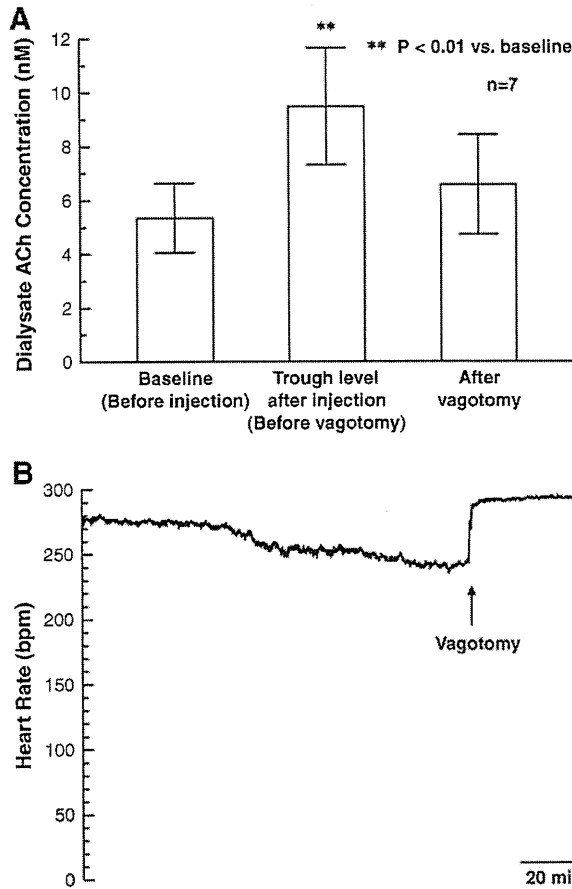 A
Dialysate ACh Concentration (nM)
12
10
8
6
4
2
0
**
** P < 0.01 vs. baseline
n=7
Baseline
(Before injection)
Trough level
after injection
(Before vagotomy)
After
vagotomy
B
Heart Rate (bpm)
300
250
200
150
100
50
0
Vagotomy
20 mi